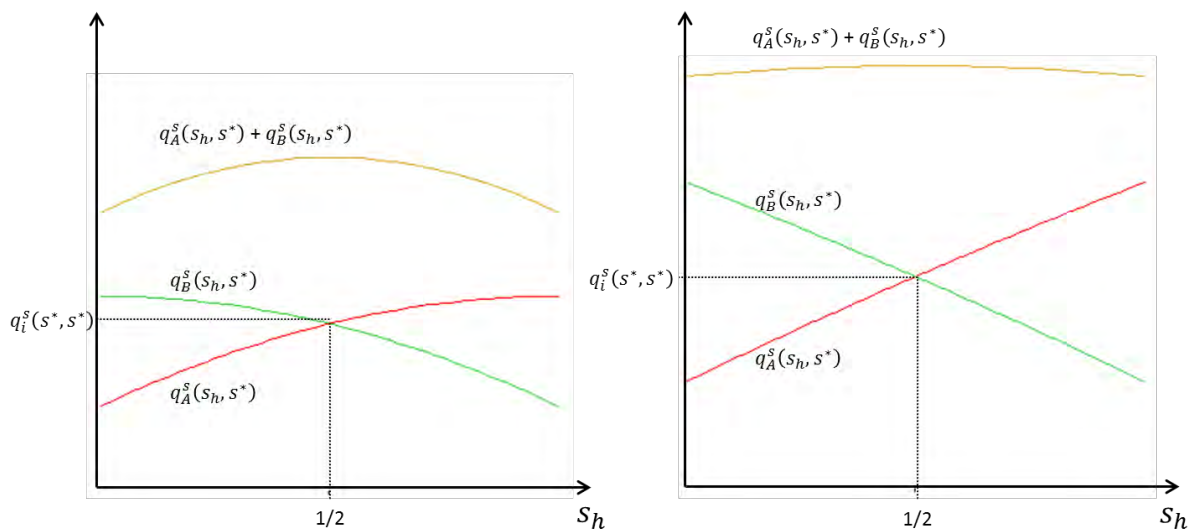 q_A^s(s_h, s*) + q_B^s(s_h, s*)
q_B^s(s_h, s*)
q_i^s(s*, s*)
q_A^s(s_h, s*)
1/2
s_h
q_A^s(s_h, s*) + q_B^s(s_h, s*)
q_B^s(s_h, s*)
q_i^s(s*, s*)
q_A^s(s_h, s*)
1/2
s_h